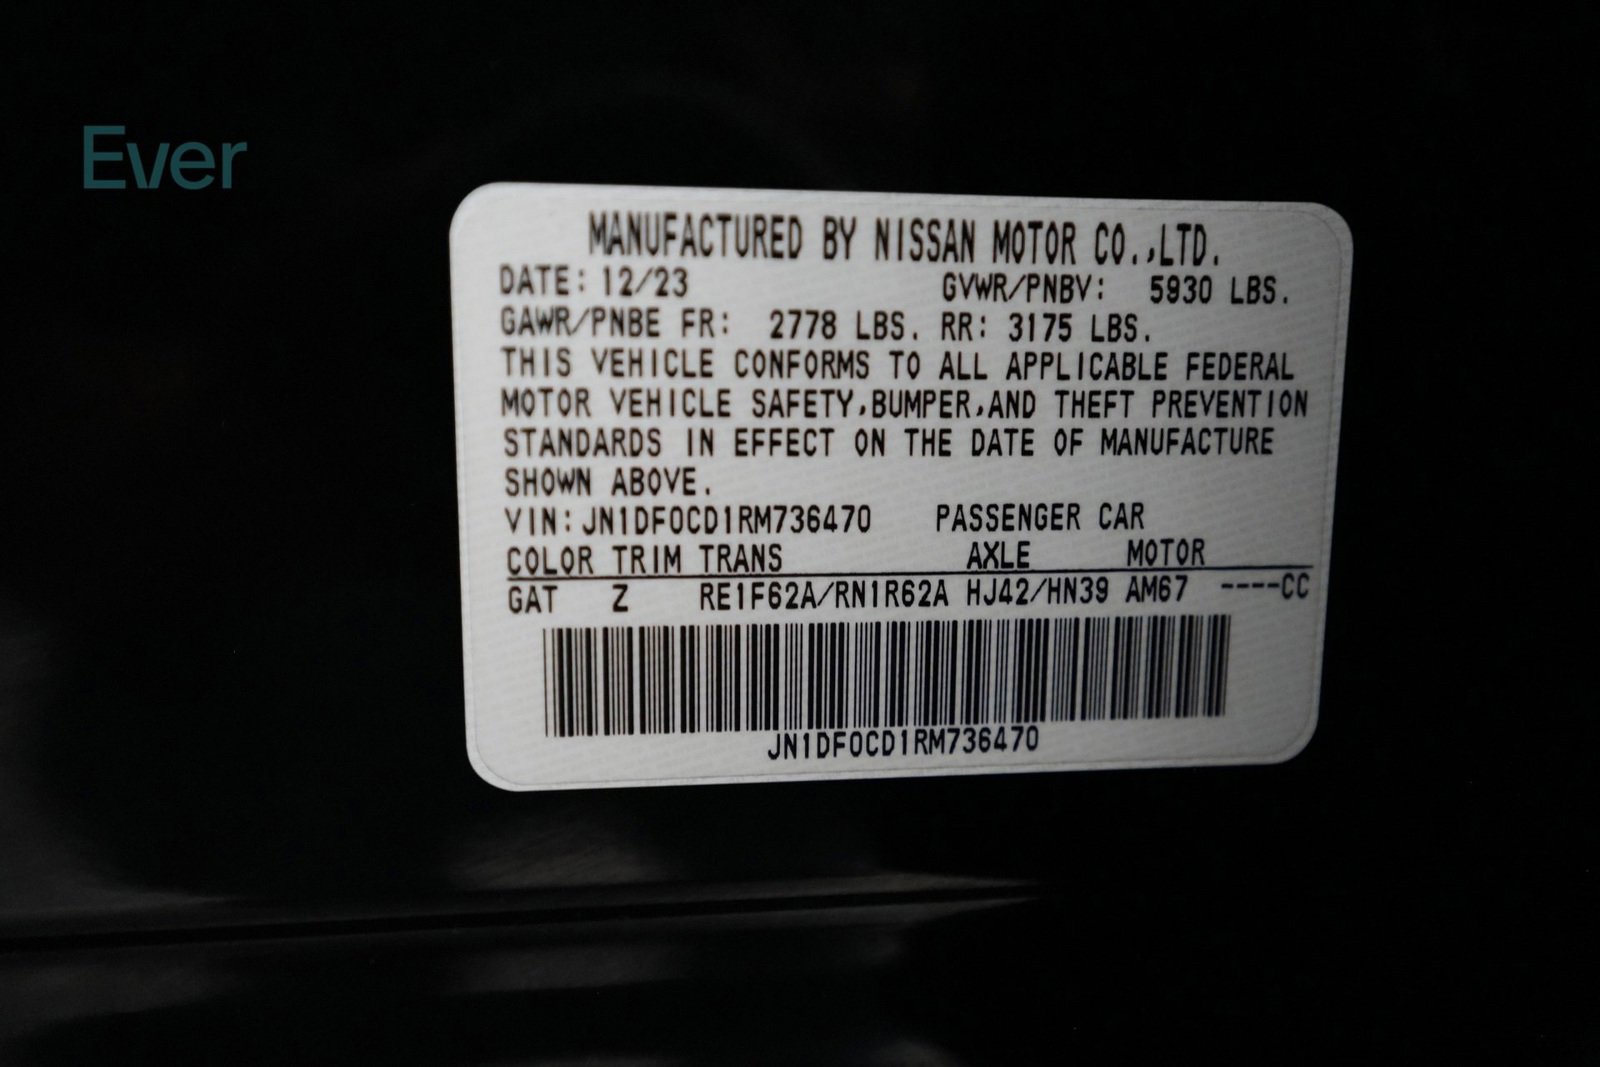 Ever
MANUFACTURED BY NISSAN MOTOR CO.,LTD.
DATE: 12/23 GVWR/PNBV: 5930 LBS.
GAWR/PNBE FR: 2778 LBS. RR: 3175 LBS.
THIS VEHICLE CONFORMS TO ALL APPLICABLE FEDERAL
MOTOR VEHICLE SAFETY,BUMPER,AND THEFT PREVENTION
STANDARDS IN EFFECT ON THE DATE OF MANUFACTURE
SHOWN ABOVE.
VIN:JN1DF0CD1RM736470 PASSENGER CAR
COLOR TRIM TRANS AXLE MOTOR
GAT Z RE1F62A/RN1R62A HJ42/HN39 AM67 ----CC
JN1DF0CD1RM736470